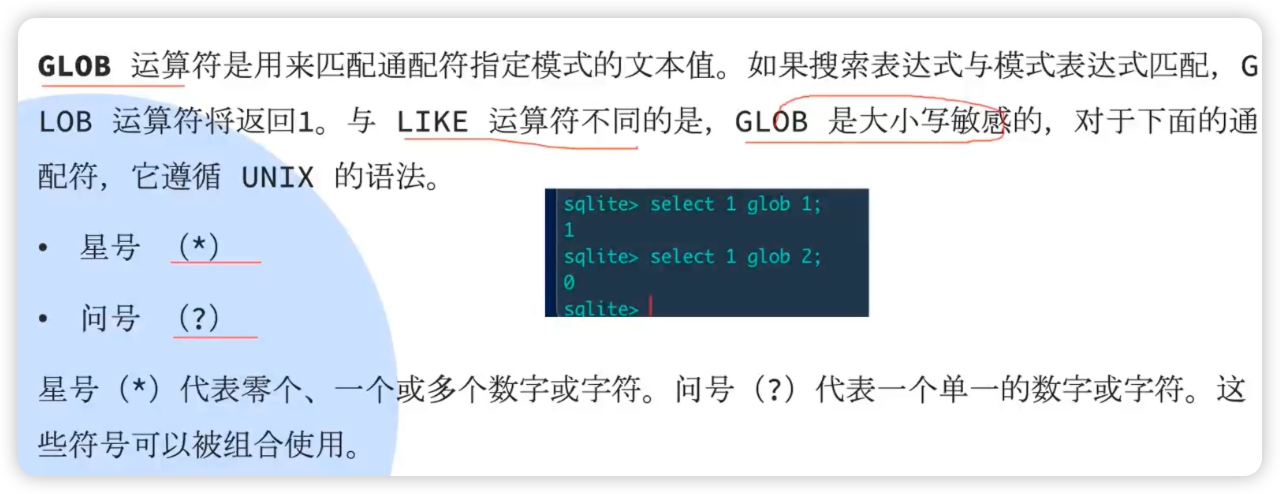 GLOB 运算符是用来匹配通配符指定模式的文本值。如果搜索表达式与模式表达式匹配，G
LOB 运算符将返回1。与 LIKE 运算符不同的是，GLOB 是大小写敏感的，对于下面的通
配符，它遵循 UNIX 的语法。
• 星号 （*）
• 问号 （?）
sqlite> select 1 glob 1;
1
sqlite> select 1 glob 2;
0
sqlite>
星号（*）代表零个、一个或多个数字或字符。问号（?）代表一个单一的数字或字符。这
些符号可以被组合使用。